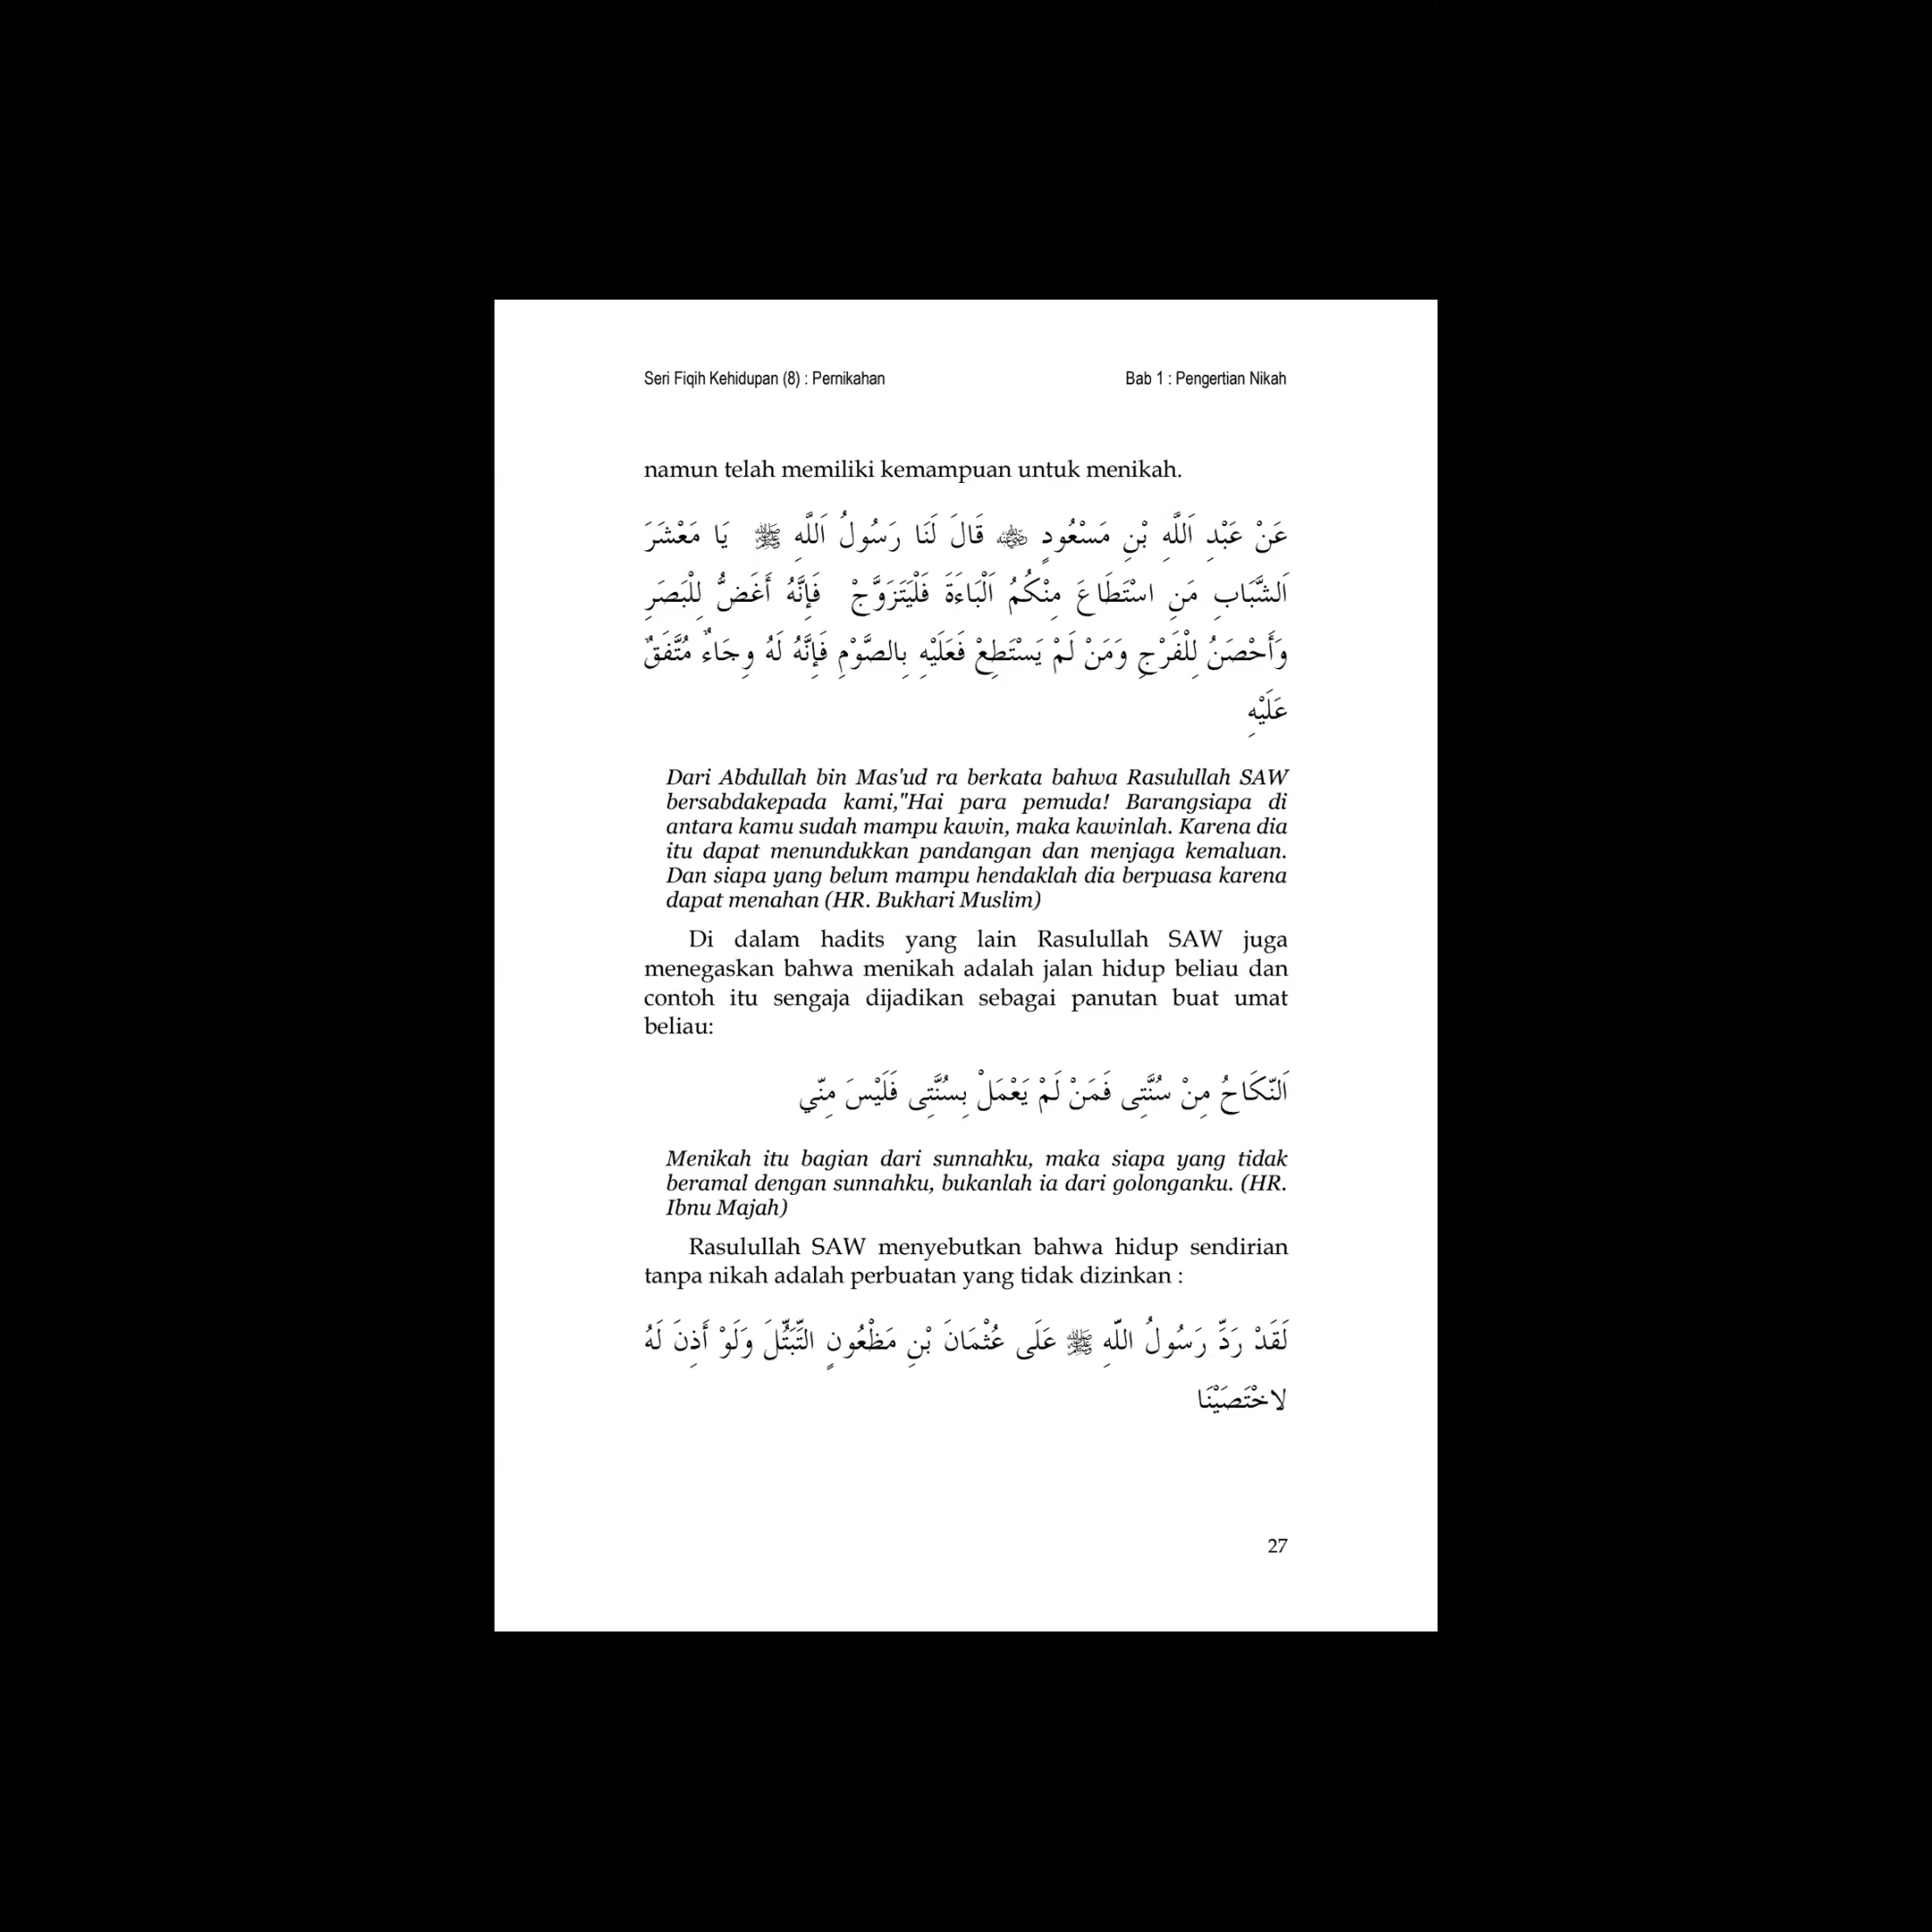 Seri Fiqih Kehidupan (8) : Pernikahan Bab 1 : Pengertian Nikah
namun telah memiliki kemampuan untuk menikah.
عَنْ عَبْدِ اَللَّهِ بْنِ مَسْعُودٍ ﷺ قَالَ لَنَا رَسُولُ اَللَّهِ ﷺ يَا مَعْشَرَ
اَلشَّبَابِ مَنِ اسْتَطَاعَ مِنْكُمُ اَلْبَاءَةَ فَلْيَتَزَوَّجْ فَإِنَّهُ أَغَضُّ لِلْبَصَرِ
وَأَحْصَنُ لِلْفَرْجِ وَمَنْ لَمْ يَسْتَطِعْ فَعَلَيْهِ بِالصَّوْمِ فَإِنَّهُ لَهُ وِجَاءٌ مُتَّفَقٌ
عَلَيْهِ
Dari Abdullah bin Mas'ud ra berkata bahwa Rasulullah SAW
bersabdakepada kami,"Hai para pemuda! Barangsiapa di
antara kamu sudah mampu kawin, maka kawinlah. Karena dia
itu dapat menundukkan pandangan dan menjaga kemaluan.
Dan siapa yang belum mampu hendaklah dia berpuasa karena
dapat menahan (HR. Bukhari Muslim)
Di dalam hadits yang lain Rasulullah SAW juga
menegaskan bahwa menikah adalah jalan hidup beliau dan
contoh itu sengaja dijadikan sebagai panutan buat umat
beliau:
اَلنّكَاحُ مِنْ سُنَّتِى فَمَنْ لَمْ يَعْمَلْ بِسُنَّتِى فَلَيْسَ مِنّي
Menikah itu bagian dari sunnahku, maka siapa yang tidak
beramal dengan sunnahku, bukanlah ia dari golonganku. (HR.
Ibnu Majah)
Rasulullah SAW menyebutkan bahwa hidup sendirian
tanpa nikah adalah perbuatan yang tidak dizinkan :
لَقَدْ رَدِّ رَسُولُ اللّهِ ﷺ عَلَى عُثْمَانَ بْنِ مَظْعُونٍ التِّبَتُّلَ وَلَوْ أَذِنَ لَهُ
لاخْتَصَيْنَا
27